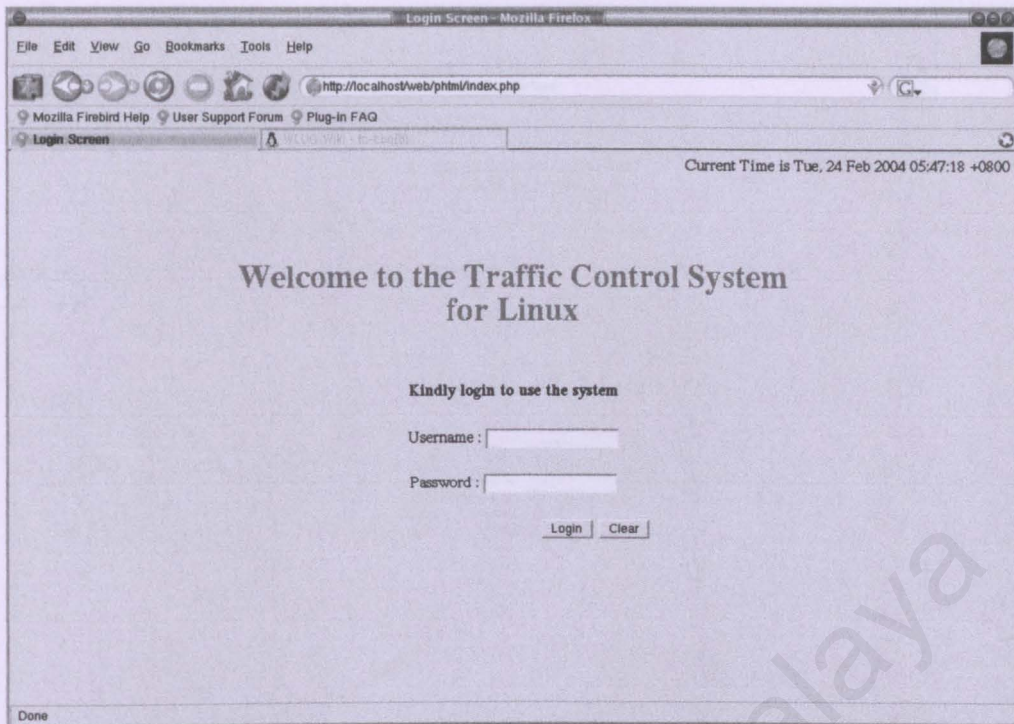 Login Screen - Mozilla Firefox
File Edit View Go Bookmarks Tools Help
http://localhost/web/phtml/index.php
G
Mozilla Firebird Help User Support Forum Plug-in FAQ
Login Screen
Current Time is Tue, 24 Feb 2004 05:47:18 +0800
Welcome to the Traffic Control System
for Linux
Kindly login to use the system
Username :
Password :
Login Clear
alaya
Done